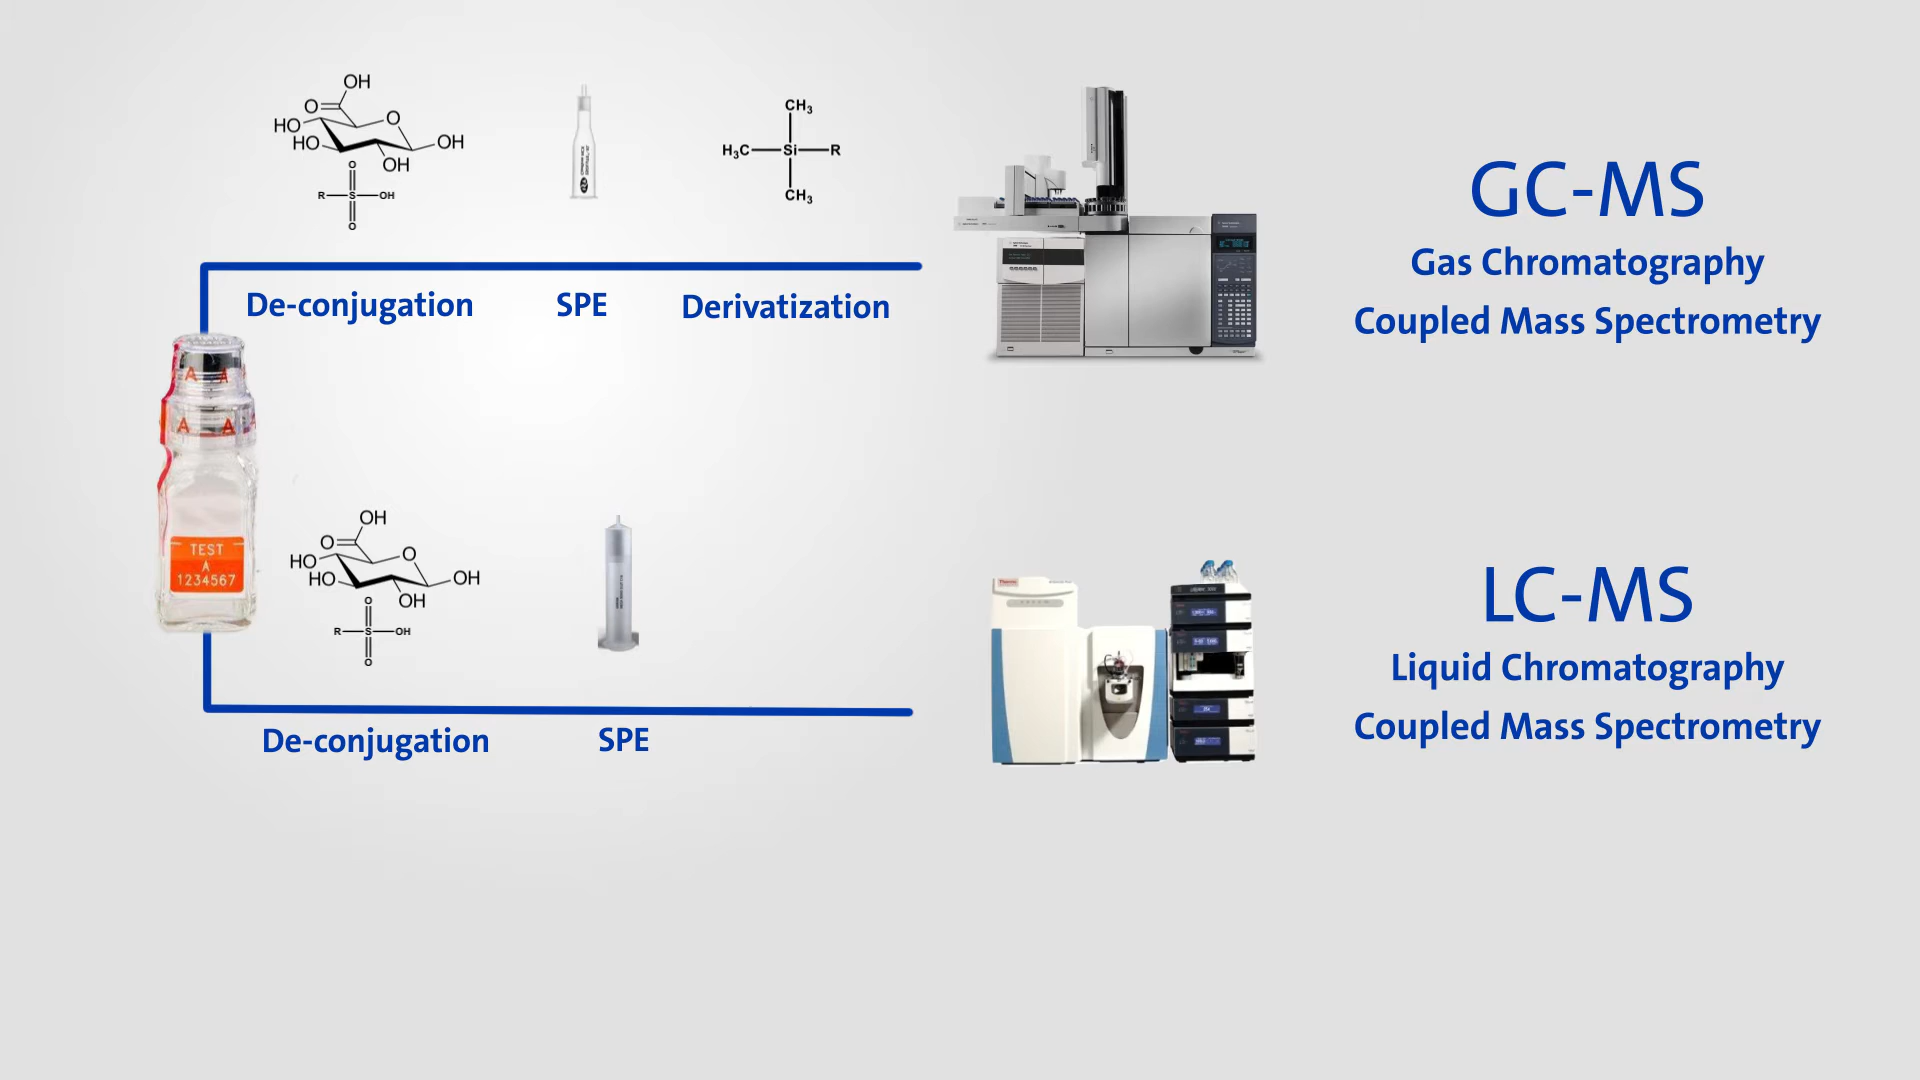 OH
O
O
HO
HO
OH
OH
O
R S OH
O
CH3
H3C Si R
CH3
De-conjugation SPE Derivatization
GC-MS
Gas Chromatography
Coupled Mass Spectrometry
A A
A A A
TEST
A
1234567
OH
O
O
HO
HO
OH
OH
O
R S OH
O
De-conjugation SPE
LC-MS
Liquid Chromatography
Coupled Mass Spectrometry